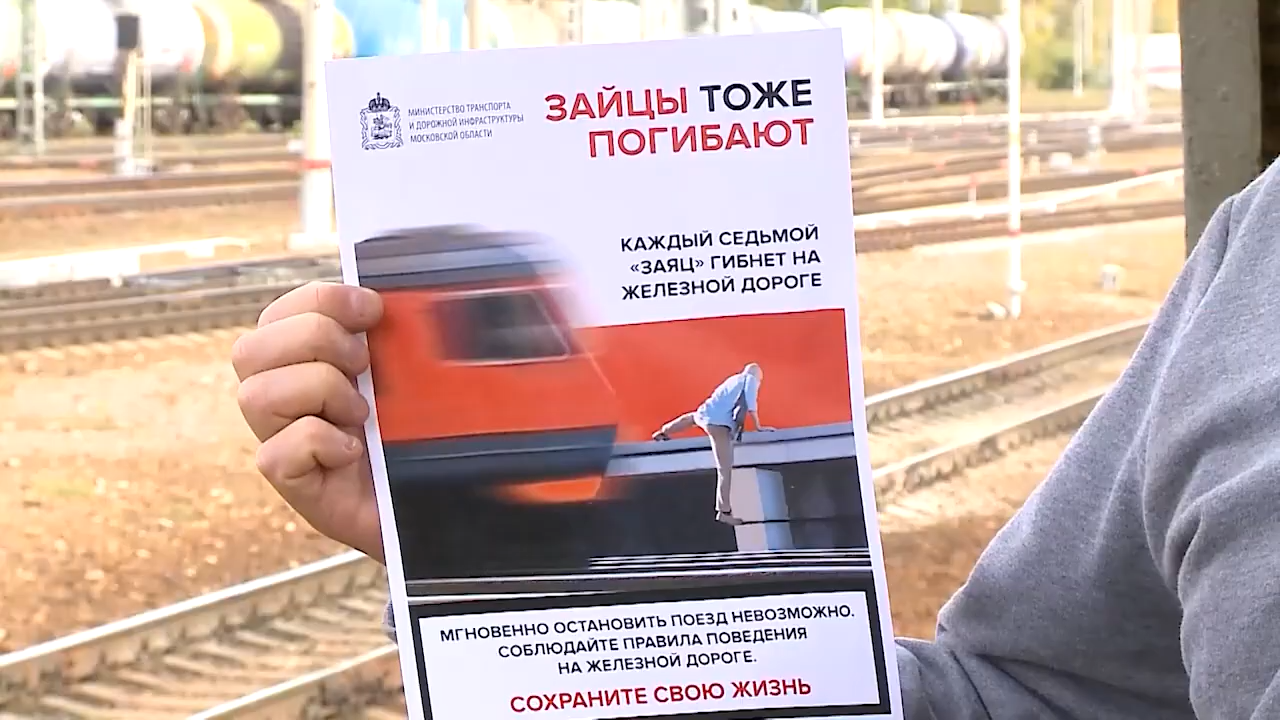 МИНИСТЕРСТВО ТРАНСПОРТА
И ДОРОЖНОЙ ИНФРАСТРУКТУРЫ
МОСКОВСКОЙ ОБЛАСТИ
ЗАЙЦЫ ТОЖЕ
ПОГИБАЮТ
КАЖДЫЙ СЕДЬМОЙ
«ЗАЯЦ» ГИБНЕТ НА
ЖЕЛЕЗНОЙ ДОРОГЕ
МГНОВЕННО ОСТАНОВИТЬ ПОЕЗД НЕВОЗМОЖНО.
СОБЛЮДАЙТЕ ПРАВИЛА ПОВЕДЕНИЯ
НА ЖЕЛЕЗНОЙ ДОРОГЕ.
СОХРАНИТЕ СВОЮ ЖИЗНЬ